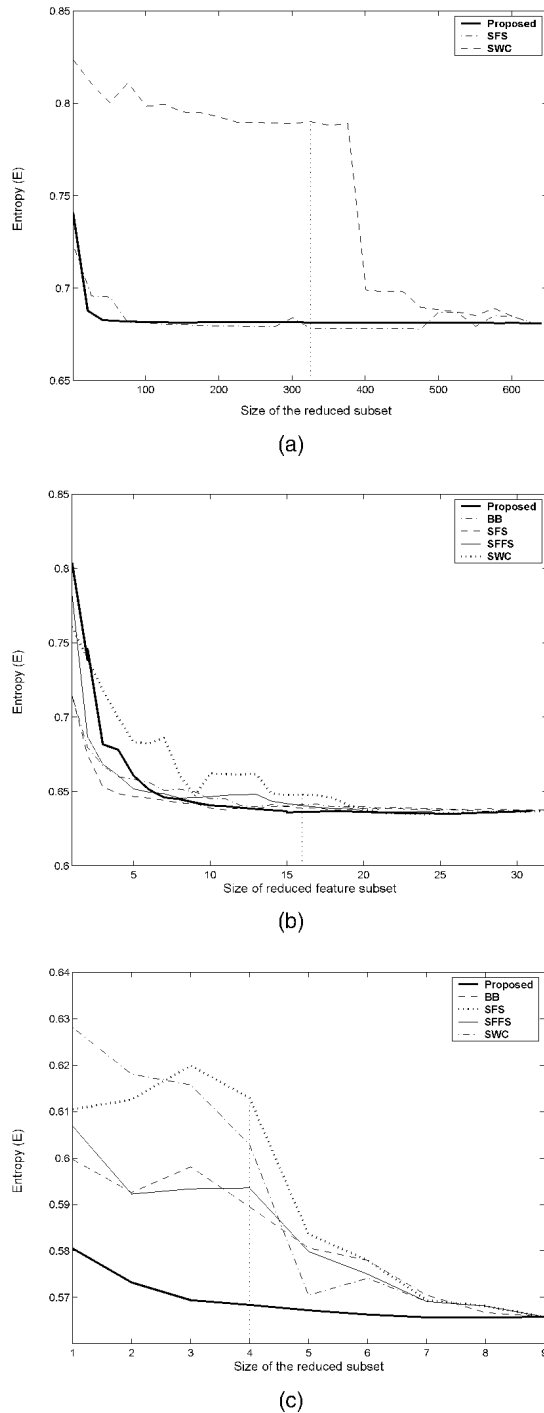 0.85
0.8
0.75
0.7
0.65
Entropy (E)
Proposed
SFS
SWC
100 200 300 400 500 600
Size of the reduced subset
(a)
0.85
0.8
0.75
0.7
0.65
0.6
Entropy (E)
Proposed
BB
SFS
SFFS
SWC
5 10 15 20 25 30
Size of reduced feature subset
(b)
0.64
0.63
0.62
0.61
0.6
0.59
0.58
0.57
Entropy (E)
Proposed
BB
SFS
SFFS
SWC
1 2 3 4 5 6 7 8 9
Size of the reduced subset
(c)